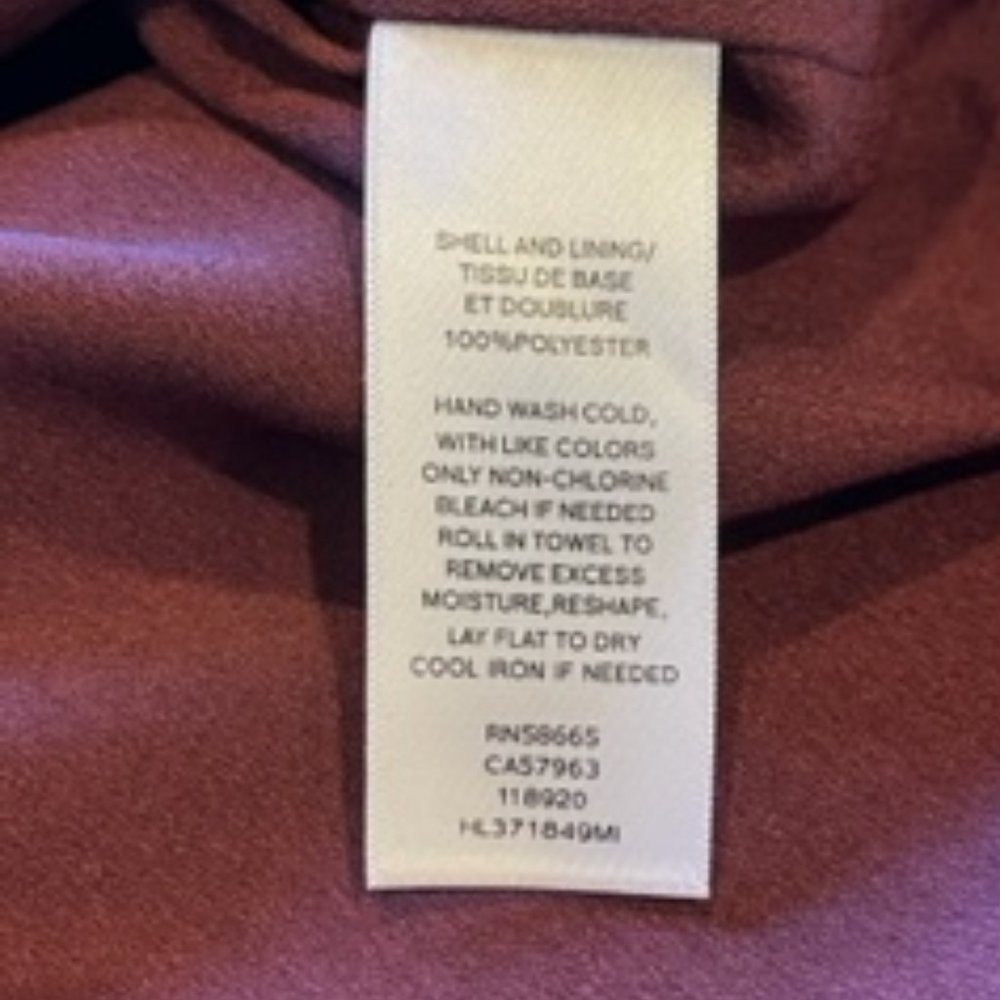 SHELL AND LINING/
TISSU DE BASE
ET DOUBLURE
100%POLYESTER
HAND WASH COLD,
WITH LIKE COLORS
ONLY NON-CHLORINE
BLEACH IF NEEDED
ROLL IN TOWEL TO
REMOVE EXCESS
MOISTURE,RESHAPE,
LAY FLAT TO DRY
COOL IRON IF NEEDED
RN58665
CA57963
118920
HL371849MI